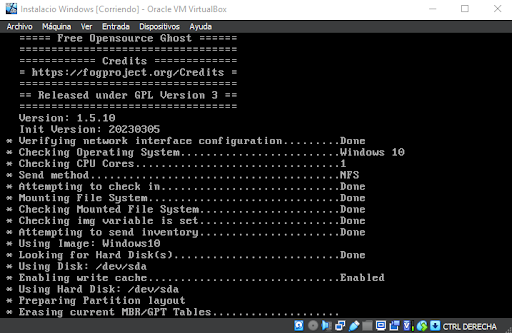 Instalacio Windows [Corriendo] - Oracle VM VirtualBox
Archivo Máquina Ver Entrada Dispositivos Ayuda
===== Free Opensource Ghost ======
==================================
============ Credits =============
= https://fogproject.org/Credits =
==================================
== Released under GPL Version 3 ==
==================================
Version: 1.5.10
Init Version: 20230305
* Verifying network interface configuration.........Done
* Checking Operating System.........................Windows 10
* Checking CPU Cores................................1
* Send method.......................................NFS
* Attempting to check in............................Done
* Mounting File System..............................Done
* Checking Mounted File System......................Done
* Checking img variable is set......................Done
* Attempting to send inventory......................Done
* Using Image: Windows10
* Looking for Hard Disk(s)..........................Done
* Using Disk: /dev/sda
* Enabling write cache..............................Enabled
* Using Hard Disk: /dev/sda
* Preparing Partition layout
* Erasing current MBR/GPT Tables....................
CTRL DERECHA